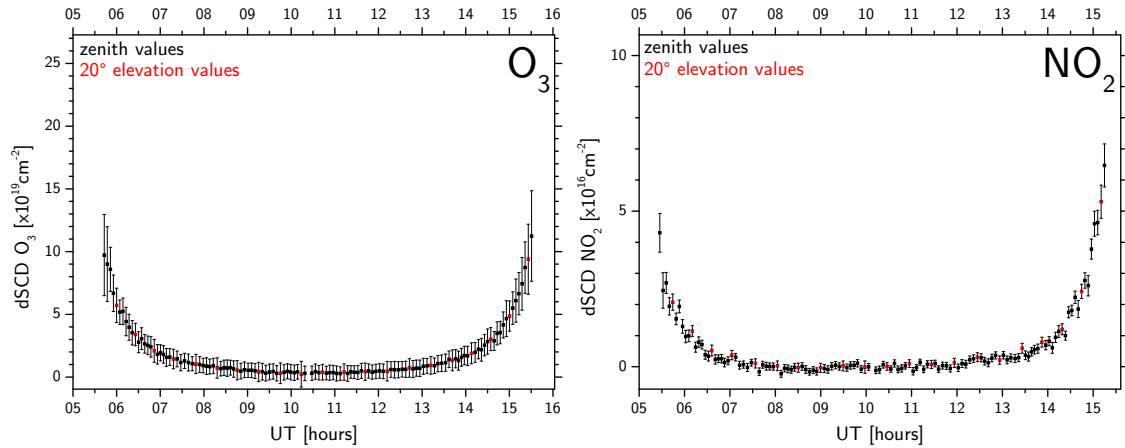 05 06 07 08 09 10 11 12 13 14 15 16
zenith values
20° elevation values
O3
25
20
15
10
5
0
dSCD O3 [x10^19cm^-2]
05 06 07 08 09 10 11 12 13 14 15 16
UT [hours]
05 06 07 08 09 10 11 12 13 14 15
zenith values
20° elevation values
NO2
10
5
0
dSCD NO2 [x10^16cm^-2]
05 06 07 08 09 10 11 12 13 14 15
UT [hours]